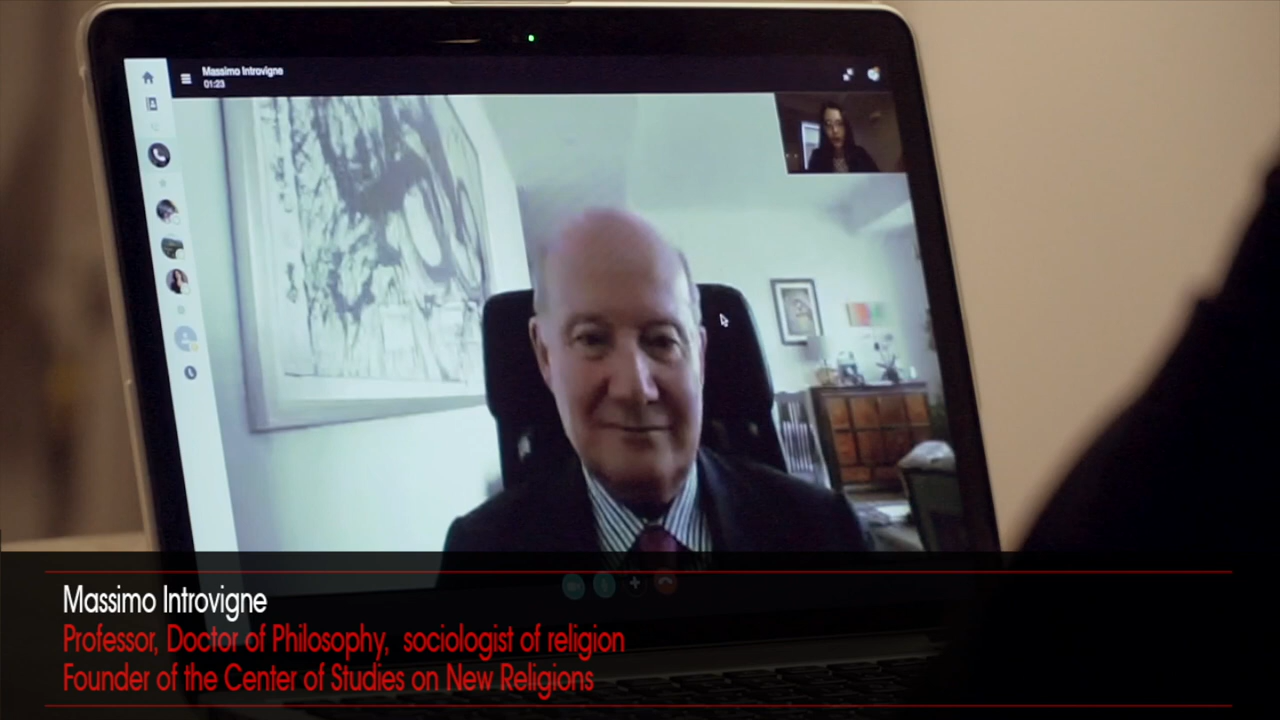 Massimo Introvigne
01:23
Massimo Introvigne
Professor, Doctor of Philosophy, sociologist of religion
Founder of the Center of Studies on New Religions